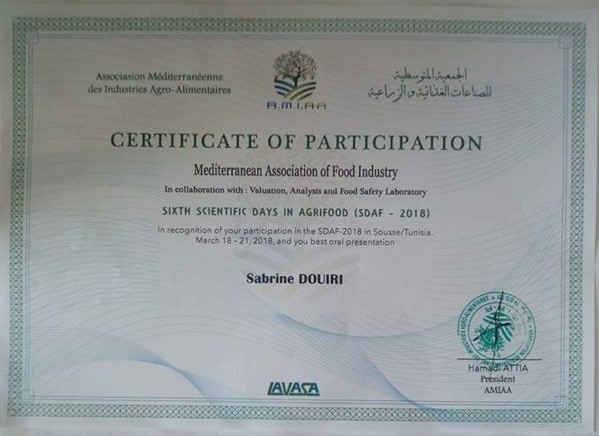 Association Méditerranéenne
des Industries Agro-Alimentaires
A.M.I.A.A
الجمعية المتوسطية
للصناعات الغذائية والزراعية
CERTIFICATE OF PARTICIPATION
Mediterranean Association of Food Industry
In collaboration with : Valuation, Analysis and Food Safety Laboratory
SIXTH SCIENTIFIC DAYS IN AGRIFOOD (SDAF - 2018)
In recognition of your participation in the SDAF-2018 in Sousse/Tunisia.
March 18 - 21, 2018, and you best oral presentation
Sabrine DOUIRI
Hamadi ATTIA
Président
AMIAA
LAVASA